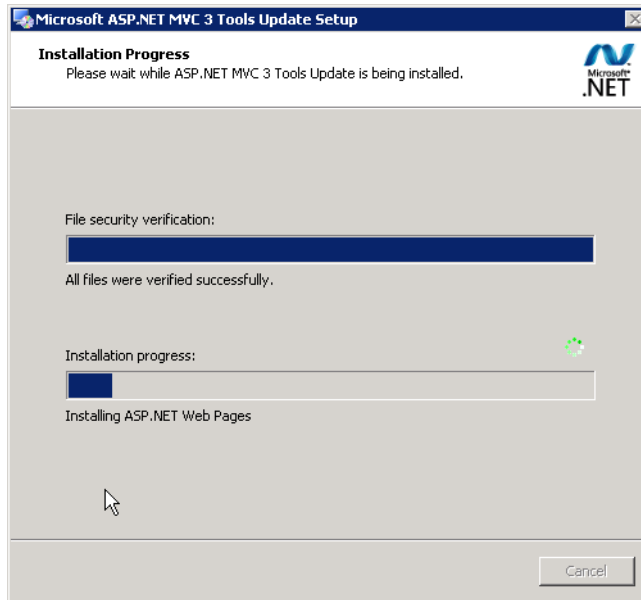 Microsoft ASP.NET MVC 3 Tools Update Setup
Installation Progress
Please wait while ASP.NET MVC 3 Tools Update is being installed.
Microsoft
.NET
File security verification:
All files were verified successfully.
Installation progress:
Installing ASP.NET Web Pages
Cancel